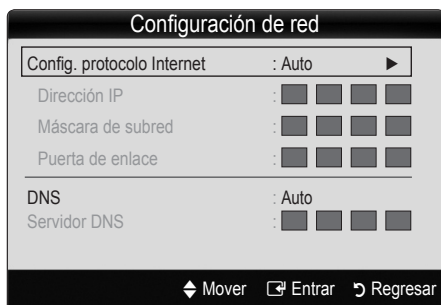 Configuración de red
Config. protocolo Internet : Auto
Dirección IP :
Máscara de subred :
Puerta de enlace :
DNS : Auto
Servidor DNS :
Mover Entrar Regresar